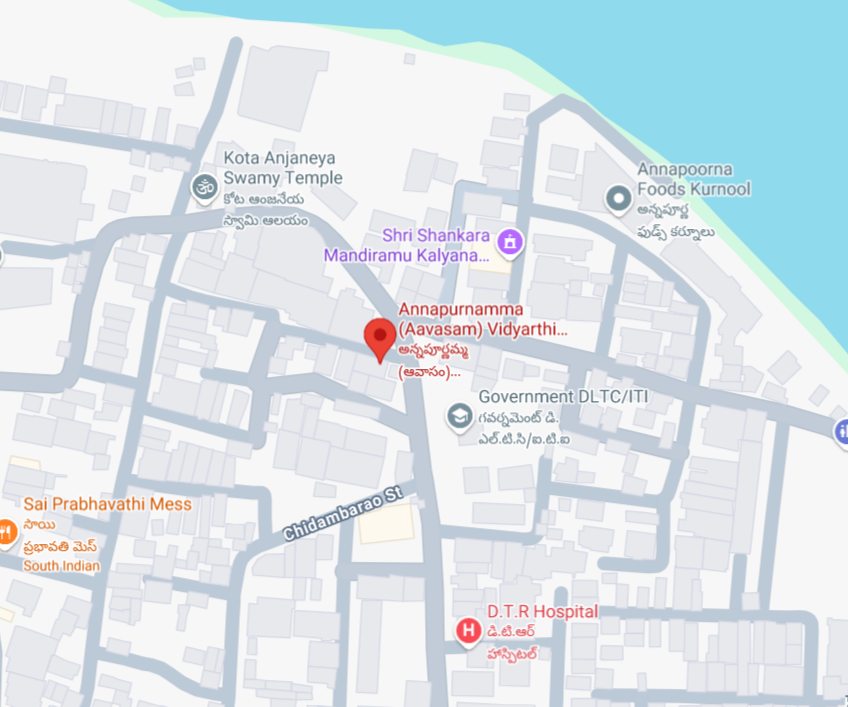 Kota Anjaneya
Swamy Temple
కోట ఆంజనేయ
స్వామి ఆలయం
Annapoorna
Foods Kurnool
అన్నపూర్ణ
ఫుడ్స్ కర్నూలు
Shri Shankara
Mandiramu Kalyana...
Annapurnamma
(Aavasam) Vidyarthi...
అన్నపూర్ణమ్మ
(ఆవాసం)...
Government DLTC/ITI
గవర్నమెంట్ డి.
ఎల్.టి.సి/ఐ.టి.ఐ
Chidambarao St
Sai Prabhavathi Mess
సాయి
ప్రభావతి మెస్
South Indian
D.T.R Hospital
డి.టి.ఆర్
హాస్పిటల్
H